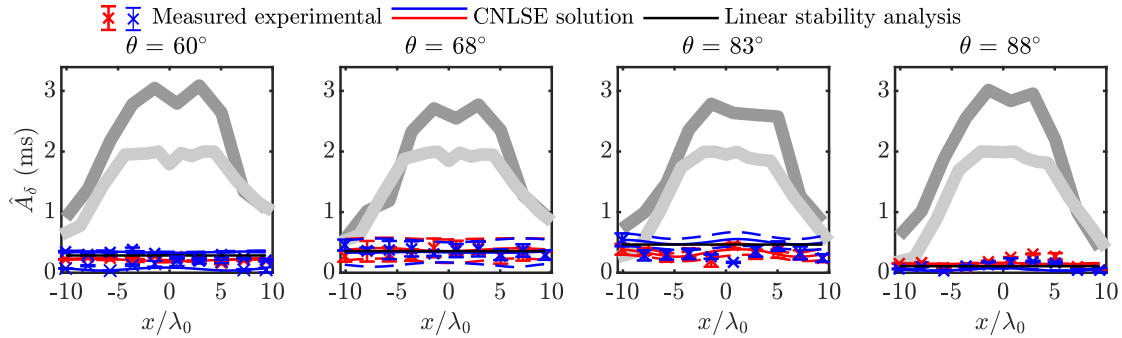 Measured experimental CNLSE solution Linear stability analysis
θ = 60° θ = 68° θ = 83° θ = 88°
3 3 3 3
2 2 2 2
1 1 1 1
0 0 0 0
Â_δ (ms)
-10 -5 0 5 10 -10 -5 0 5 10 -10 -5 0 5 10 -10 -5 0 5 10
x/λ₀ x/λ₀ x/λ₀ x/λ₀